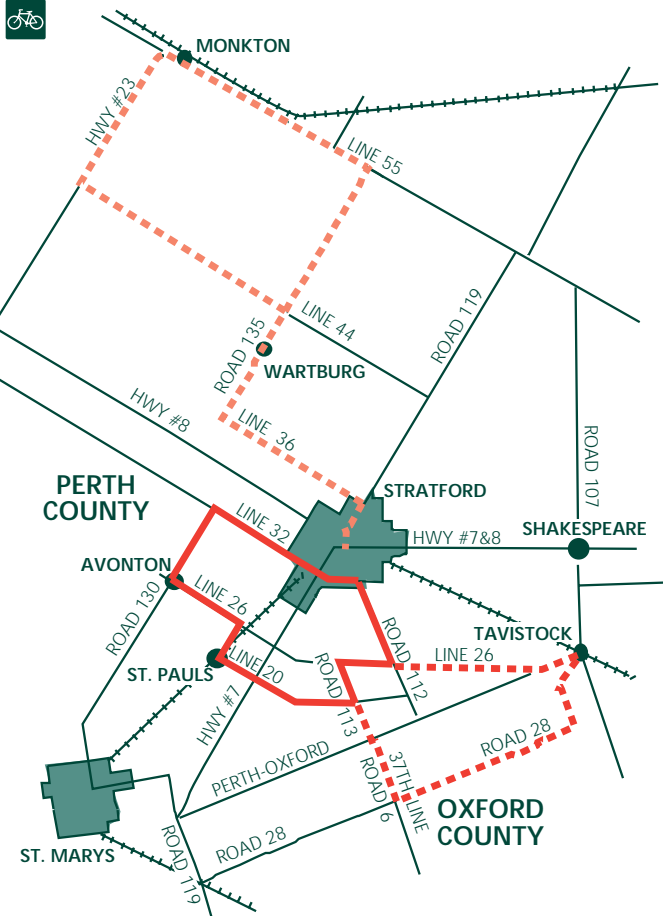 MONKTON
HWY #23
LINE 55
ROAD 119
LINE 44
ROAD 135
WARTBURG
HWY #8
LINE 36
ROAD 107
PERTH
COUNTY
STRATFORD
LINE 32
HWY #7&8
SHAKESPEARE
AVONTON
LINE 26
ROAD 130
TAVISTOCK
LINE 26
ROAD 112
ST. PAULS
LINE 20
ROAD 113
HWY #7
ROAD 28
PERTH-OXFORD
37TH LINE
ROAD 6
OXFORD
COUNTY
ROAD 28
ST. MARYS
ROAD 119